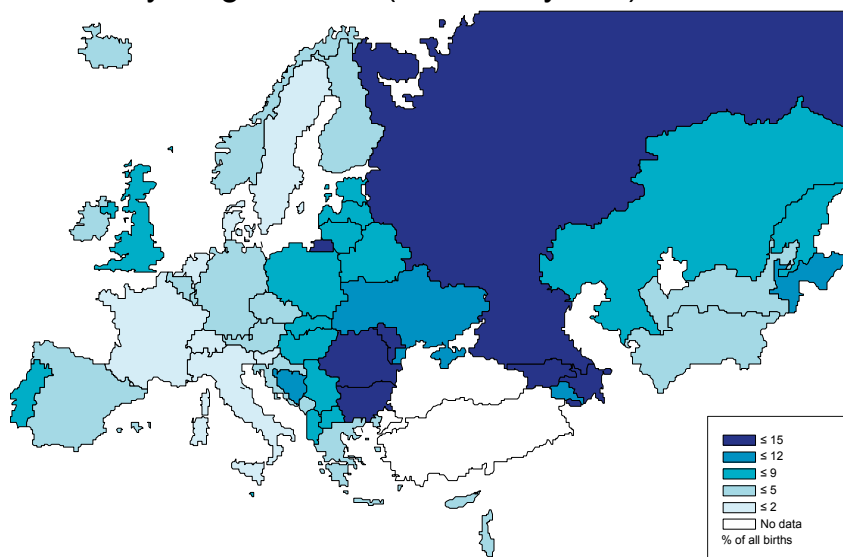 ≤ 15
≤ 12
≤ 9
≤ 5
≤ 2
No data
% of all births